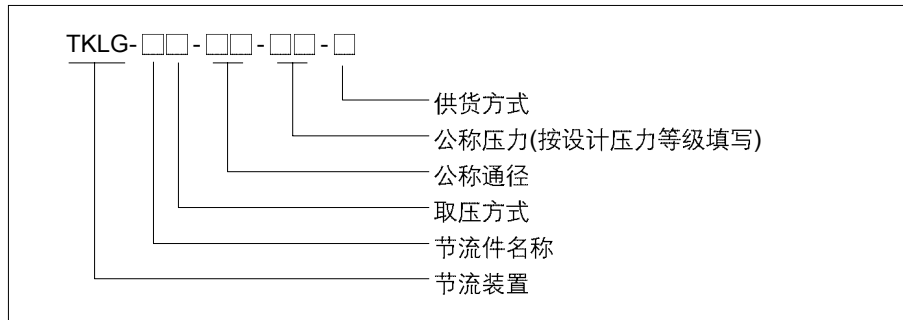 TKLG-□□-□□-□□-□
供货方式
公称压力(按设计压力等级填写)
公称通径
取压方式
节流件名称
节流装置